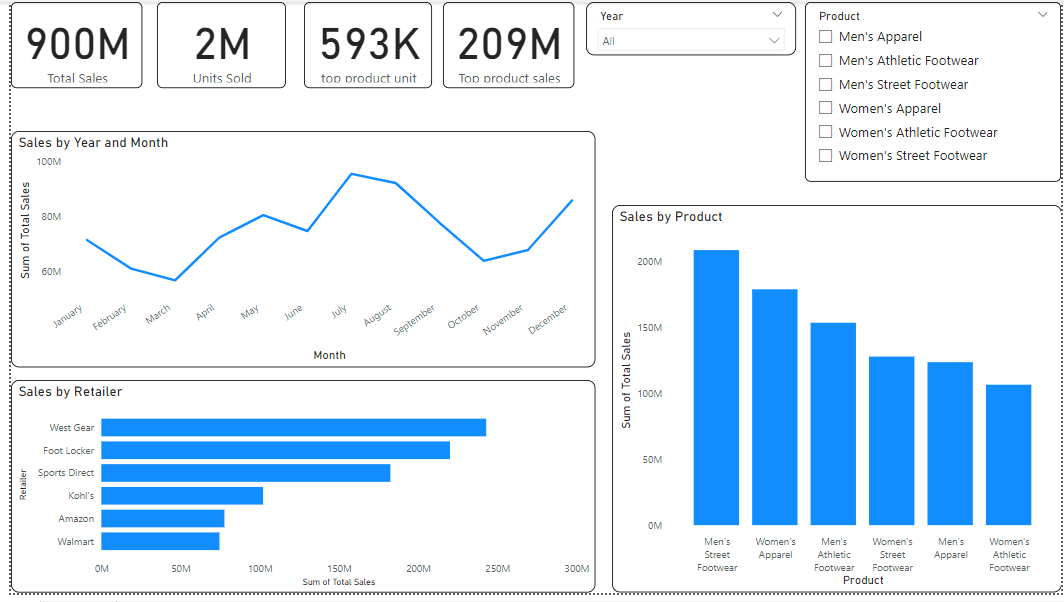 900M
Total Sales
2M
Units Sold
593K
top product unit
209M
Top product sales
Year
All
Product
Men's Apparel
Men's Athletic Footwear
Men's Street Footwear
Women's Apparel
Women's Athletic Footwear
Women's Street Footwear
Sales by Year and Month
Sum of Total Sales
100M
80M
60M
January
February
March
April
May
June
July
August
September
October
November
December
Month
Sales by Retailer
Retailer
West Gear
Foot Locker
Sports Direct
Kohl's
Amazon
Walmart
0M
50M
100M
150M
200M
250M
300M
Sum of Total Sales
Sales by Product
Sum of Total Sales
200M
150M
100M
50M
0M
Men's
Street
Footwear
Women's
Apparel
Men's
Athletic
Footwear
Women's
Street
Footwear
Men's
Apparel
Women's
Athletic
Footwear
Product